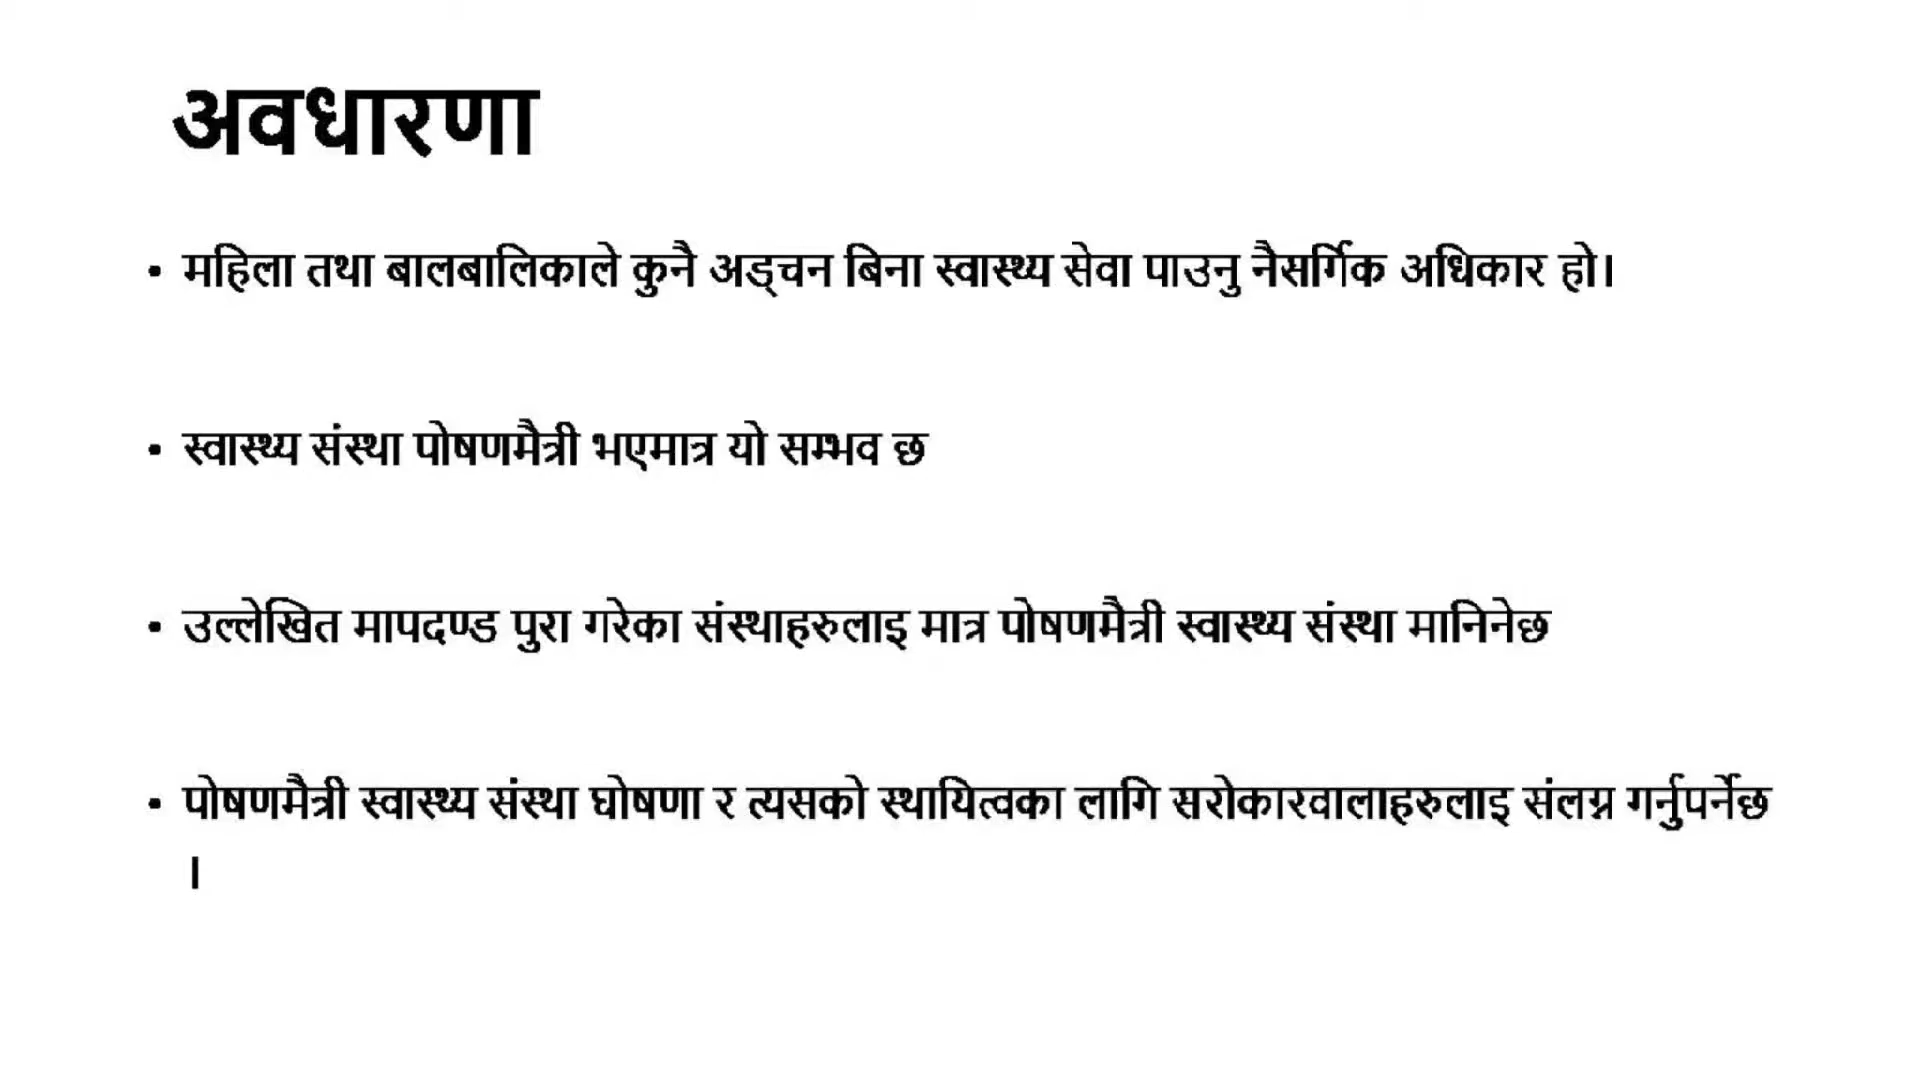 अवधारणा
• महिला तथा बालबालिकाले कुनै अड्चन बिना स्वास्थ्य सेवा पाउनु नैसर्गिक अधिकार हो।
• स्वास्थ्य संस्था पोषणमैत्री भएमात्र यो सम्भव छ
• उल्लेखित मापदण्ड पुरा गरेका संस्थाहरुलाइ मात्र पोषणमैत्री स्वास्थ्य संस्था मानिनेछ
• पोषणमैत्री स्वास्थ्य संस्था घोषणा र त्यसको स्थायित्वका लागि सरोकारवालाहरुलाइ संलग्न गर्नुपर्नेछ
।